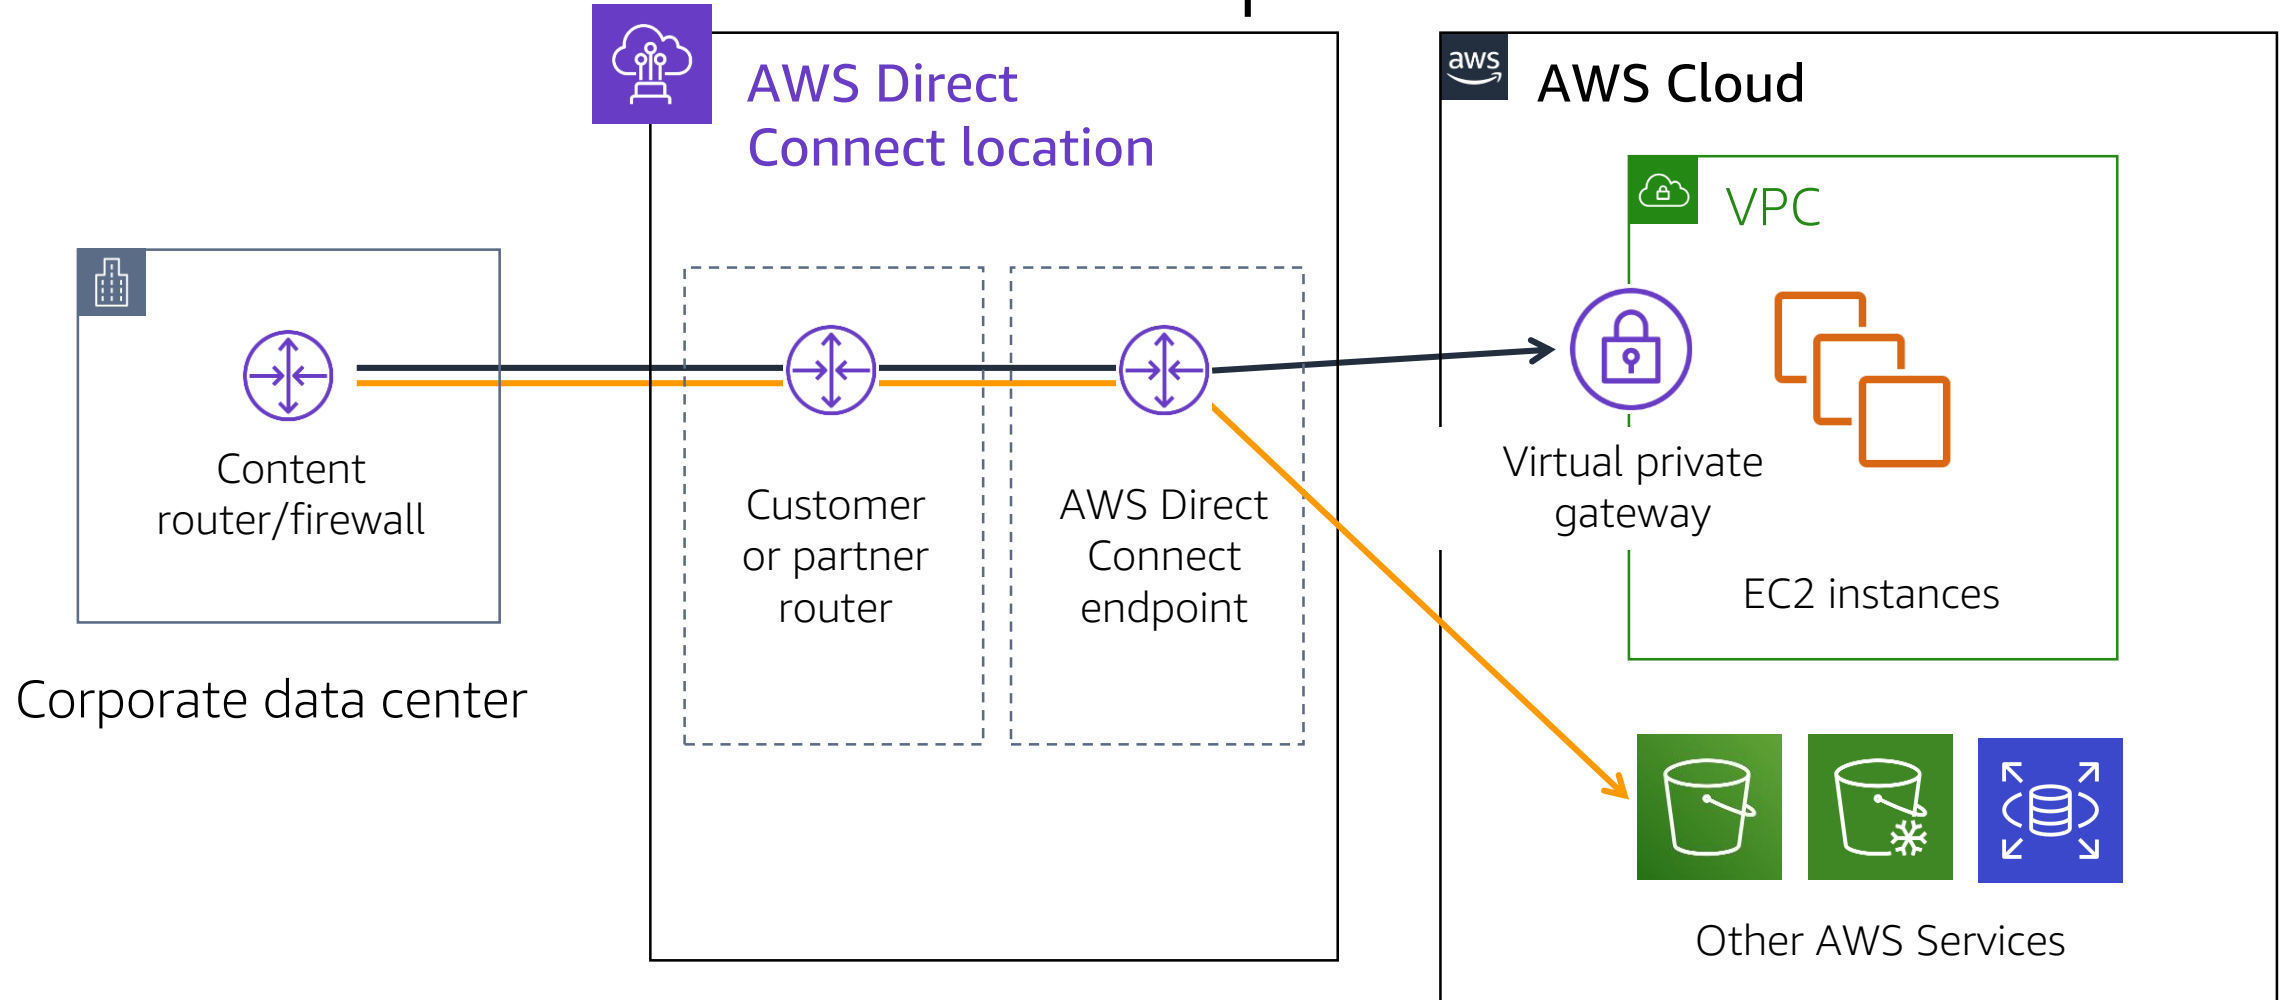 AWS Direct
Connect location
aws
AWS Cloud
VPC
Content
router/firewall
Customer
or partner
router
AWS Direct
Connect
endpoint
Virtual private
gateway
EC2 instances
Corporate data center
Other AWS Services